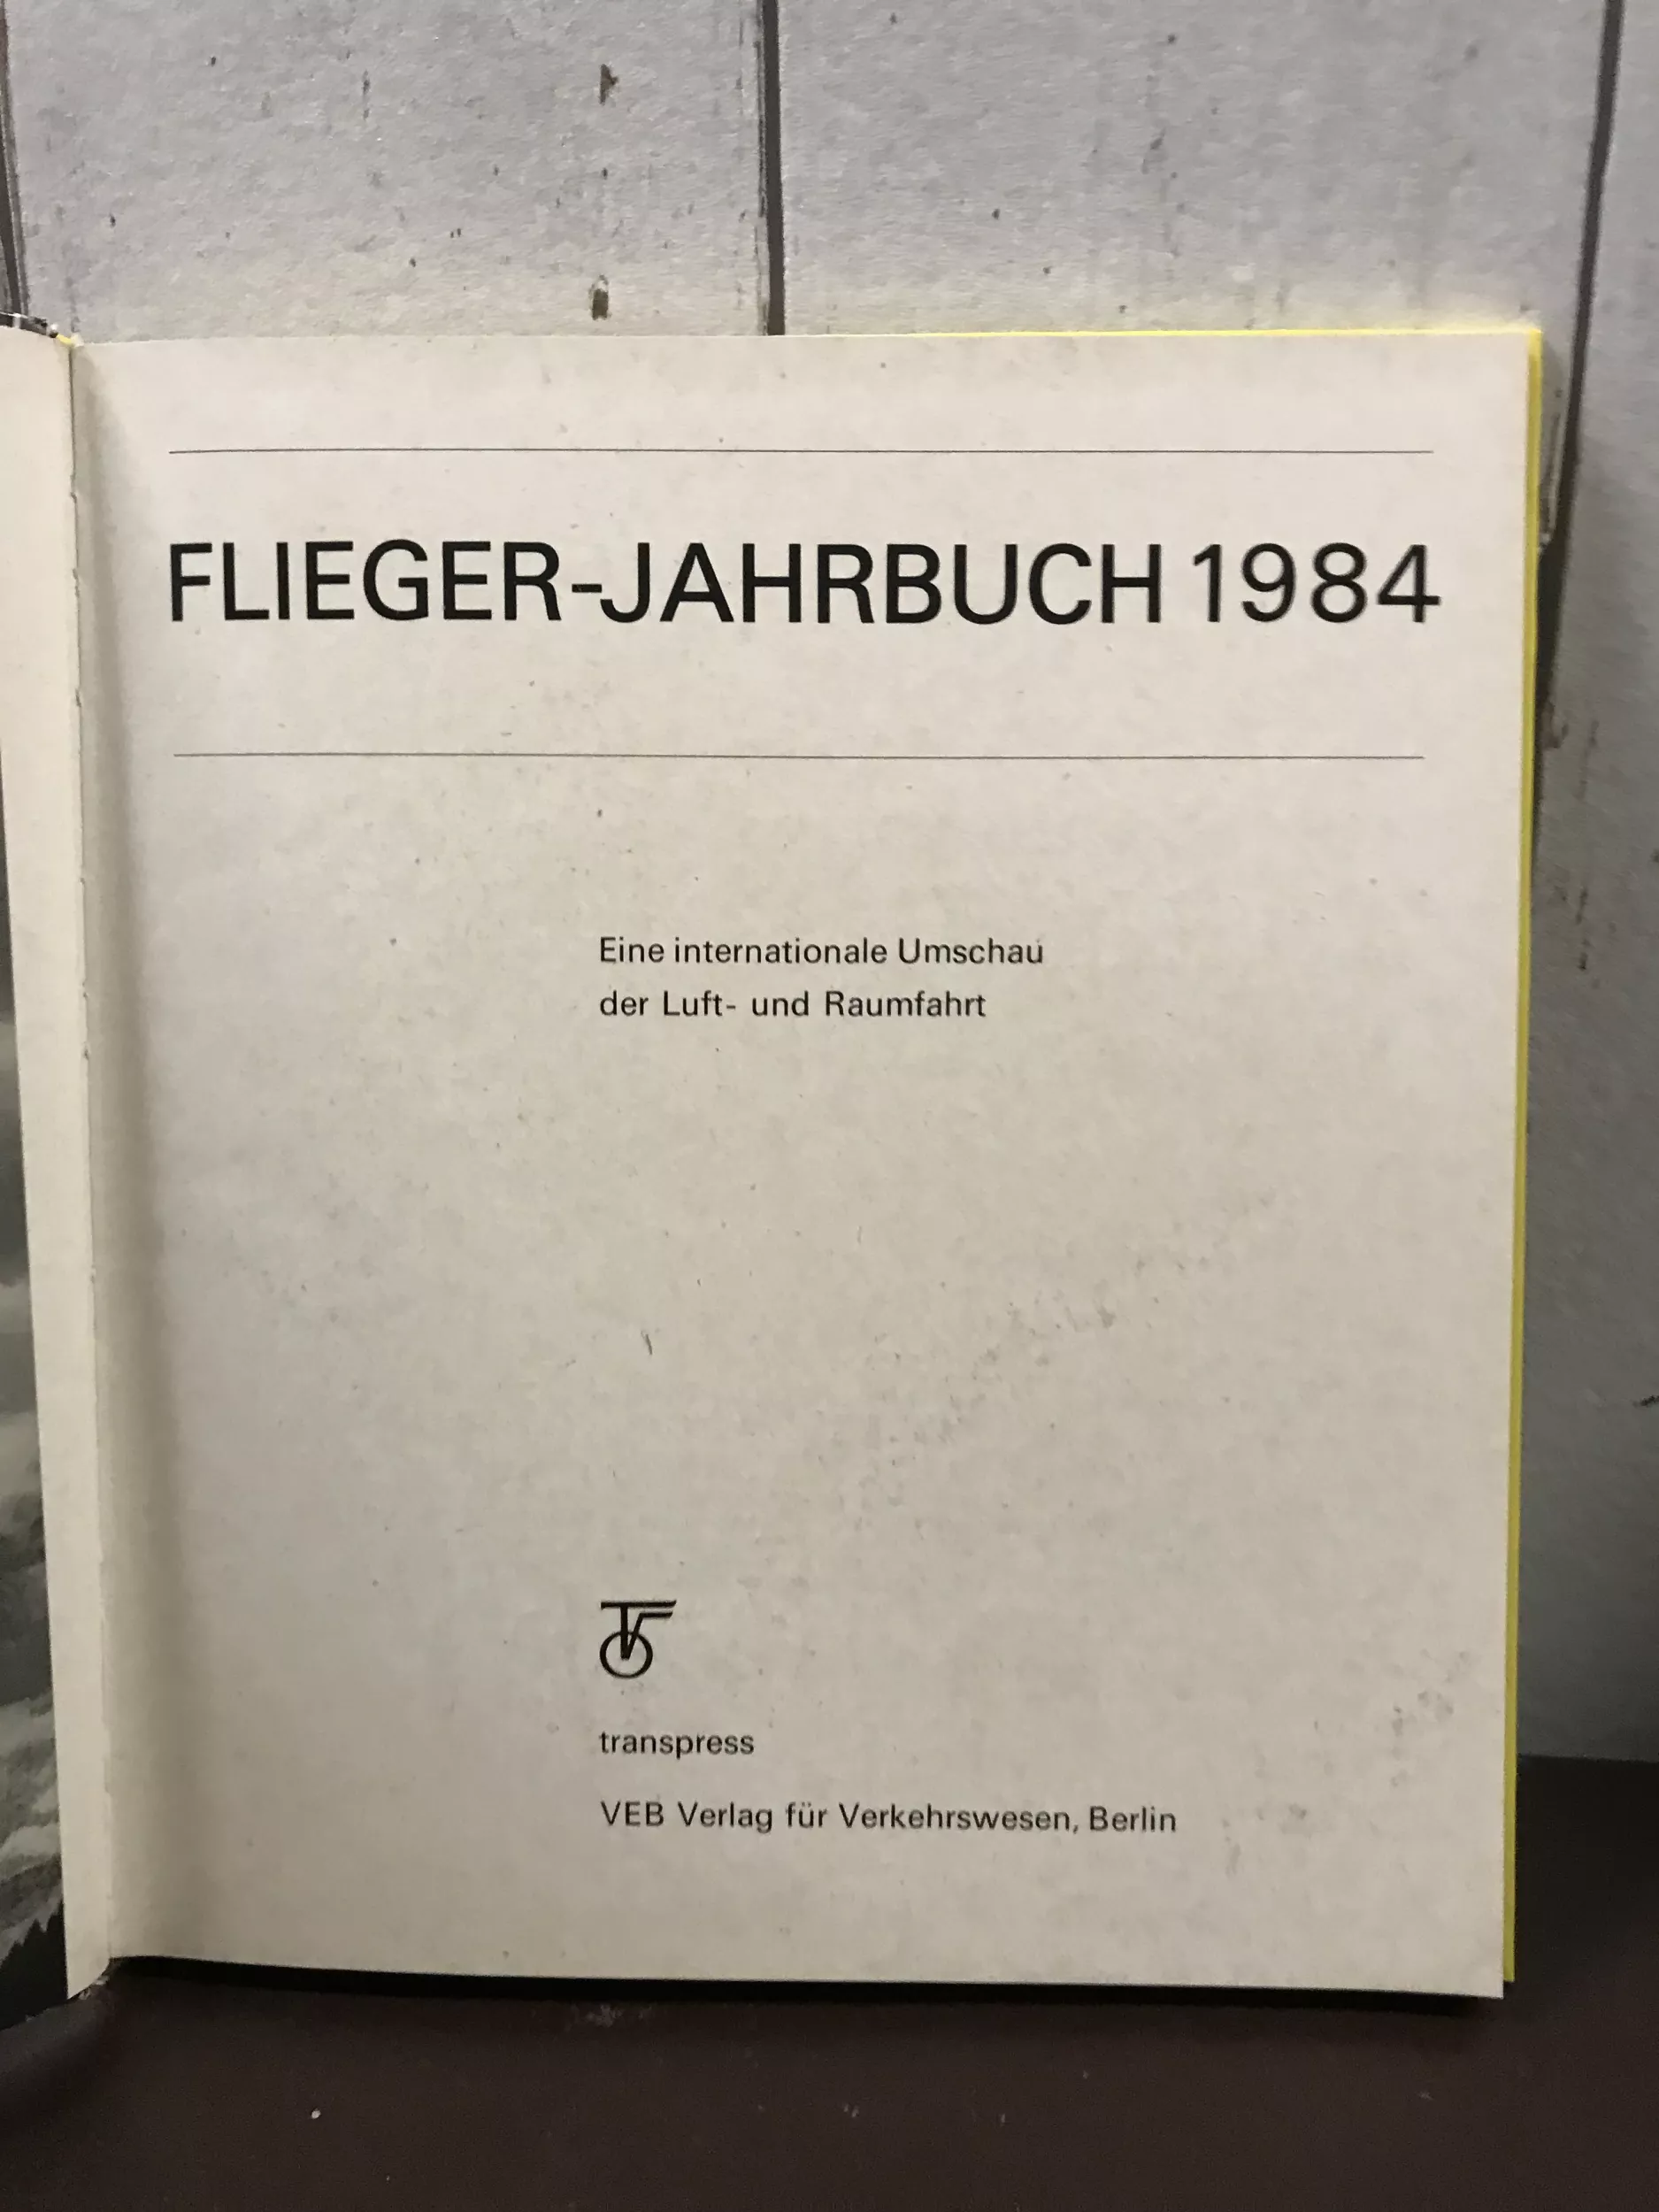 FLIEGER-JAHRBUCH 1984
Eine internationale Umschau
der Luft- und Raumfahrt
transpress
VEB Verlag für Verkehrswesen, Berlin